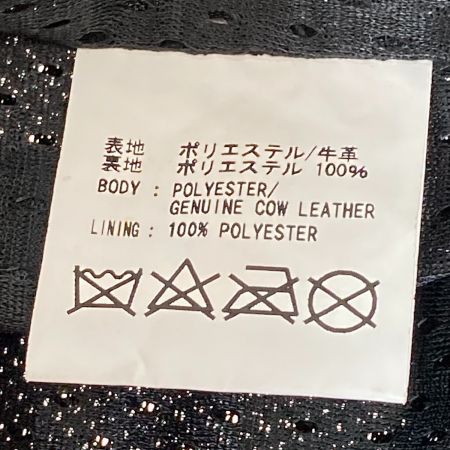 表地 ポリエステル/牛革
裏地 ポリエステル 100%
BODY : POLYESTER/
GENUINE COW LEATHER
LINING : 100% POLYESTER